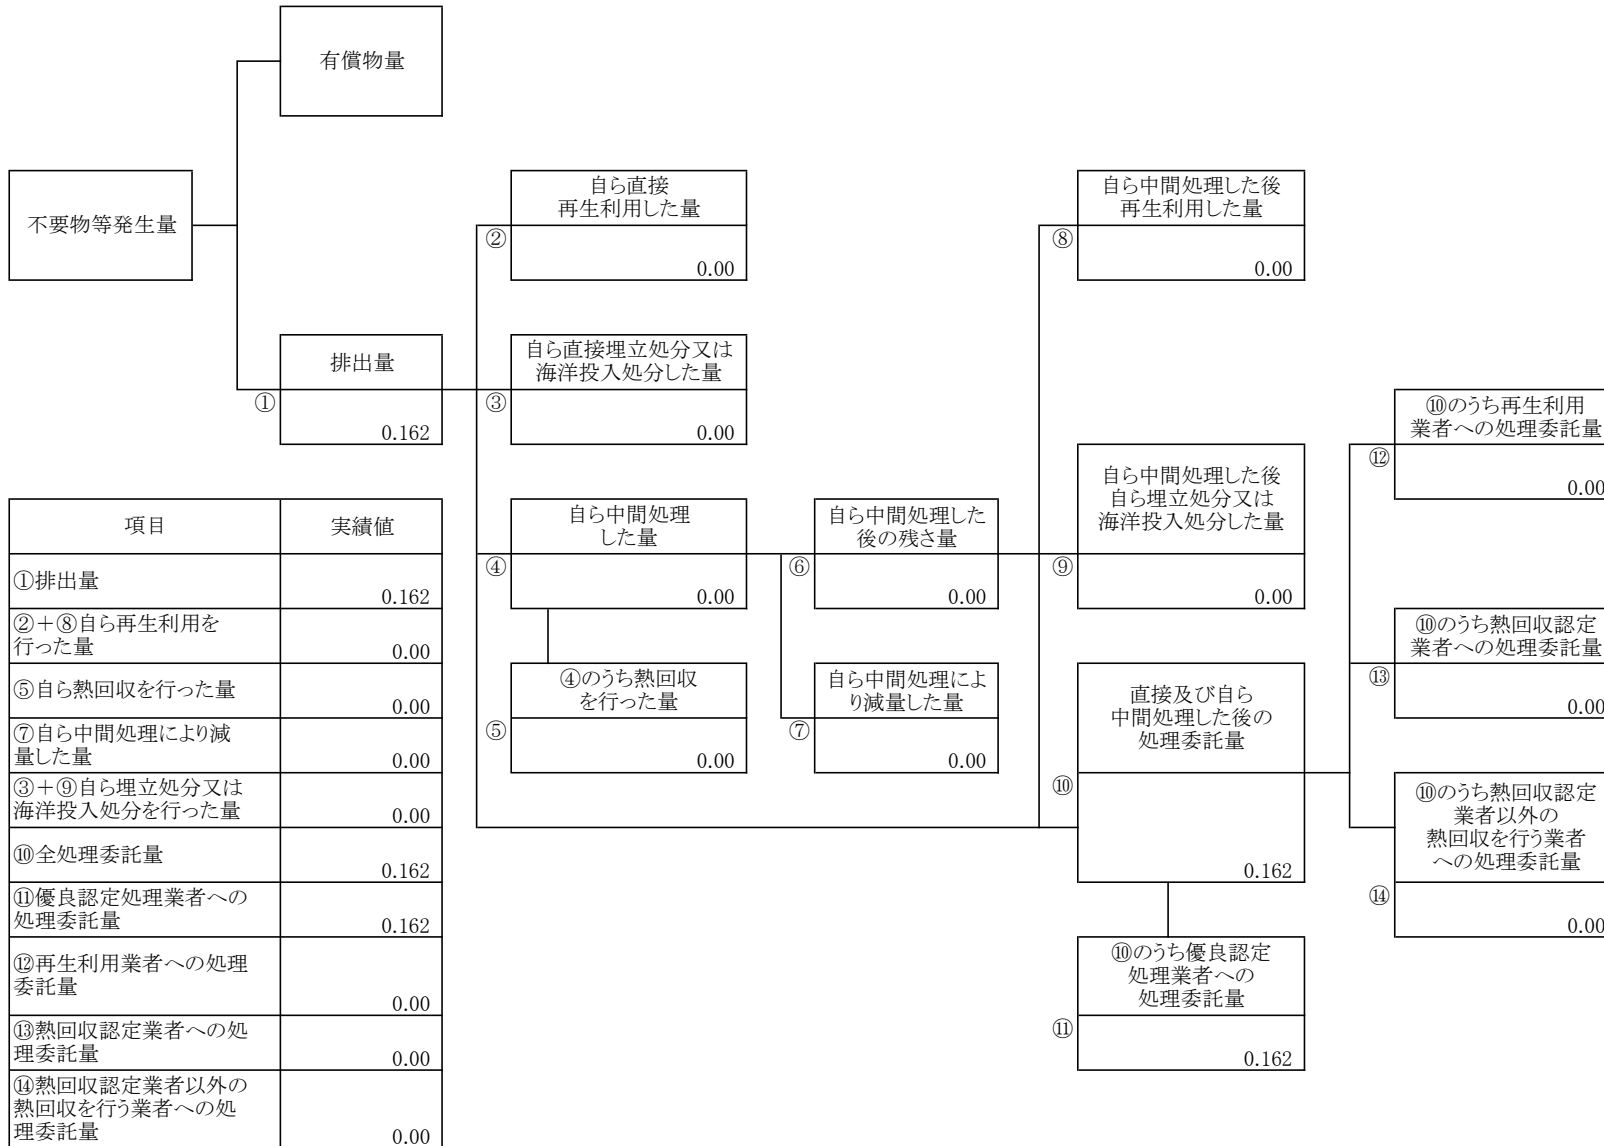 有償物量
不要物等発生量
自ら直接
再生利用した量
②
0.00
自ら中間処理した後
再生利用した量
⑧
0.00
排出量
①
0.162
自ら直接埋立処分又は
海洋投入処分した量
③
0.00
⑩のうち再生利用
業者への処理委託量
⑫
0.00
自ら中間処理した後
自ら埋立処分又は
海洋投入処分した量
⑨
0.00
自ら中間処理
した量
④
0.00
自ら中間処理した
後の残さ量
⑥
0.00
⑩のうち熱回収認定
業者への処理委託量
⑬
0.00
④のうち熱回収
を行った量
⑤
0.00
自ら中間処理によ
り減量した量
⑦
0.00
直接及び自ら
中間処理した後の
処理委託量
⑩
0.162
⑩のうち熱回収認定
業者以外の
熱回収を行う業者
への処理委託量
⑭
0.00
⑩のうち優良認定
処理業者への
処理委託量
⑪
0.162
項目 実績値
①排出量
0.162
②+⑧自ら再生利用を
行った量
0.00
⑤自ら熱回収を行った量
0.00
⑦自ら中間処理により減
量した量
0.00
③+⑨自ら埋立処分又は
海洋投入処分を行った量
0.00
⑩全処理委託量
0.162
⑪優良認定処理業者への
処理委託量
0.162
⑫再生利用業者への処理
委託量
0.00
⑬熱回収認定業者への処
理委託量
0.00
⑭熱回収認定業者以外の
熱回収を行う業者への処
理委託量
0.00